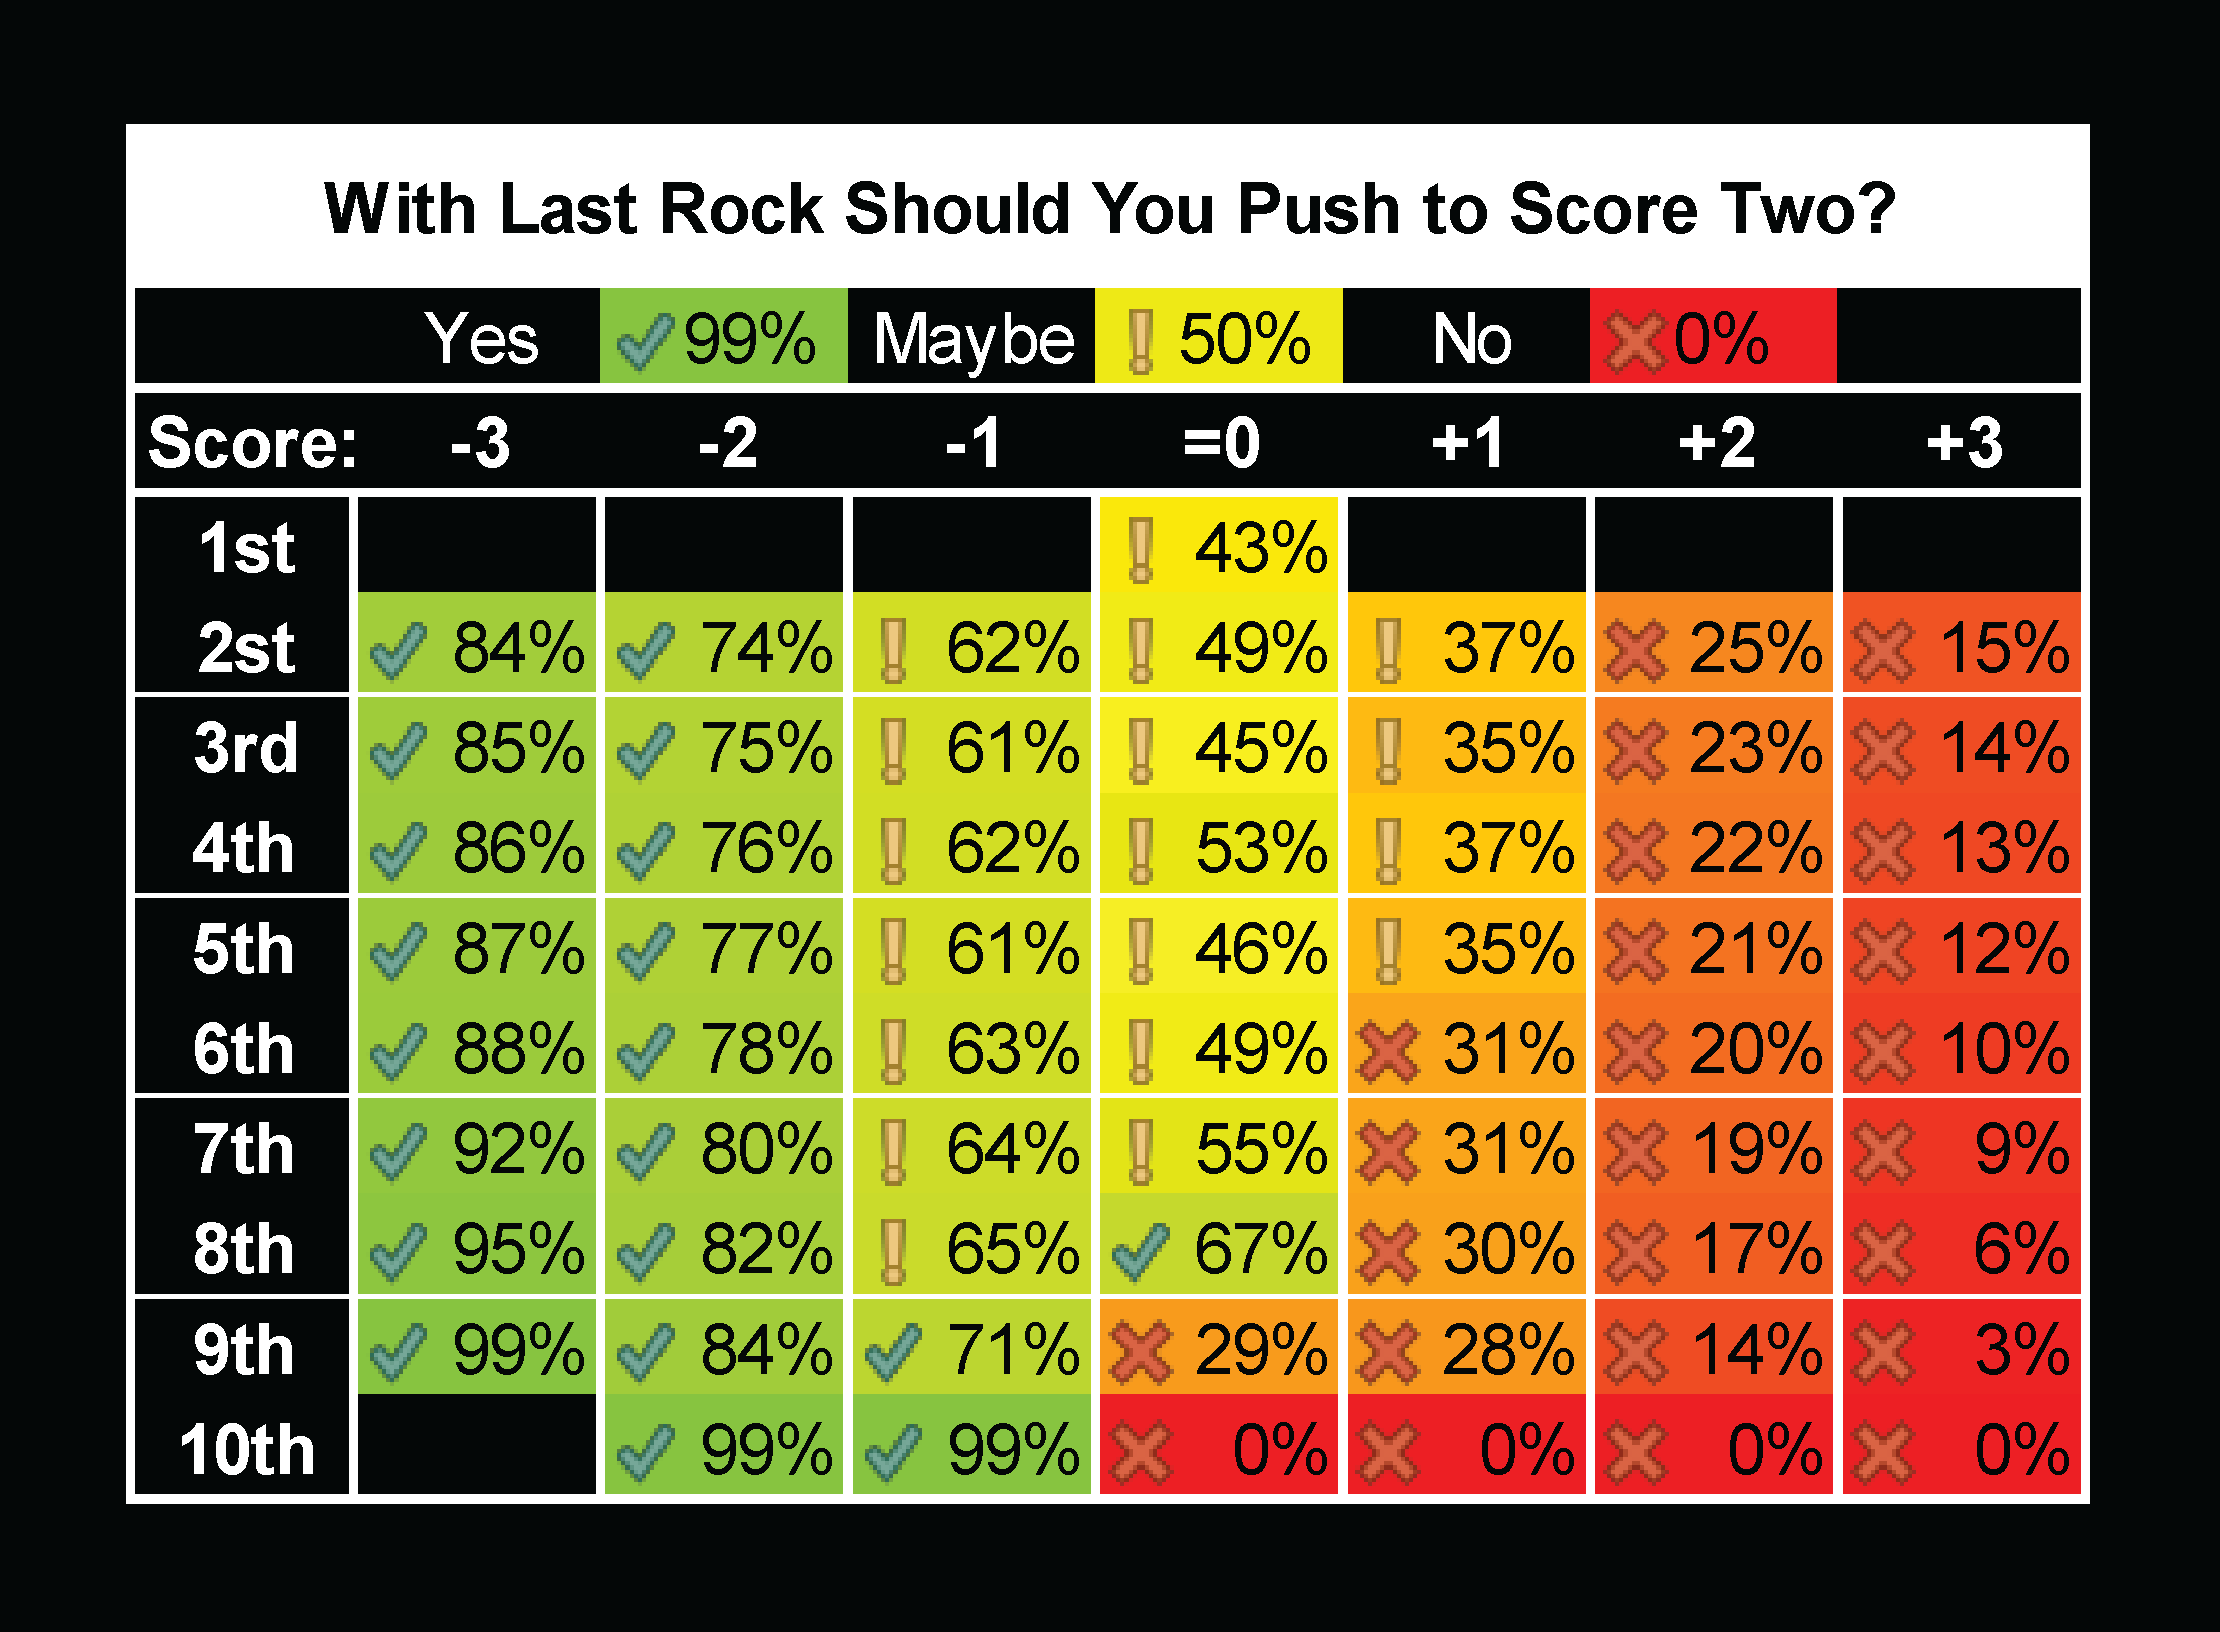 With Last Rock Should You Push to Score Two?
Yes 99% Maybe 50% No 0%
Score: -3 -2 -1 =0 +1 +2 +3
1st 43%
2st 84% 74% 62% 49% 37% 25% 15%
3rd 85% 75% 61% 45% 35% 23% 14%
4th 86% 76% 62% 53% 37% 22% 13%
5th 87% 77% 61% 46% 35% 21% 12%
6th 88% 78% 63% 49% 31% 20% 10%
7th 92% 80% 64% 55% 31% 19% 9%
8th 95% 82% 65% 67% 30% 17% 6%
9th 99% 84% 71% 29% 28% 14% 3%
10th 99% 99% 0% 0% 0% 0%